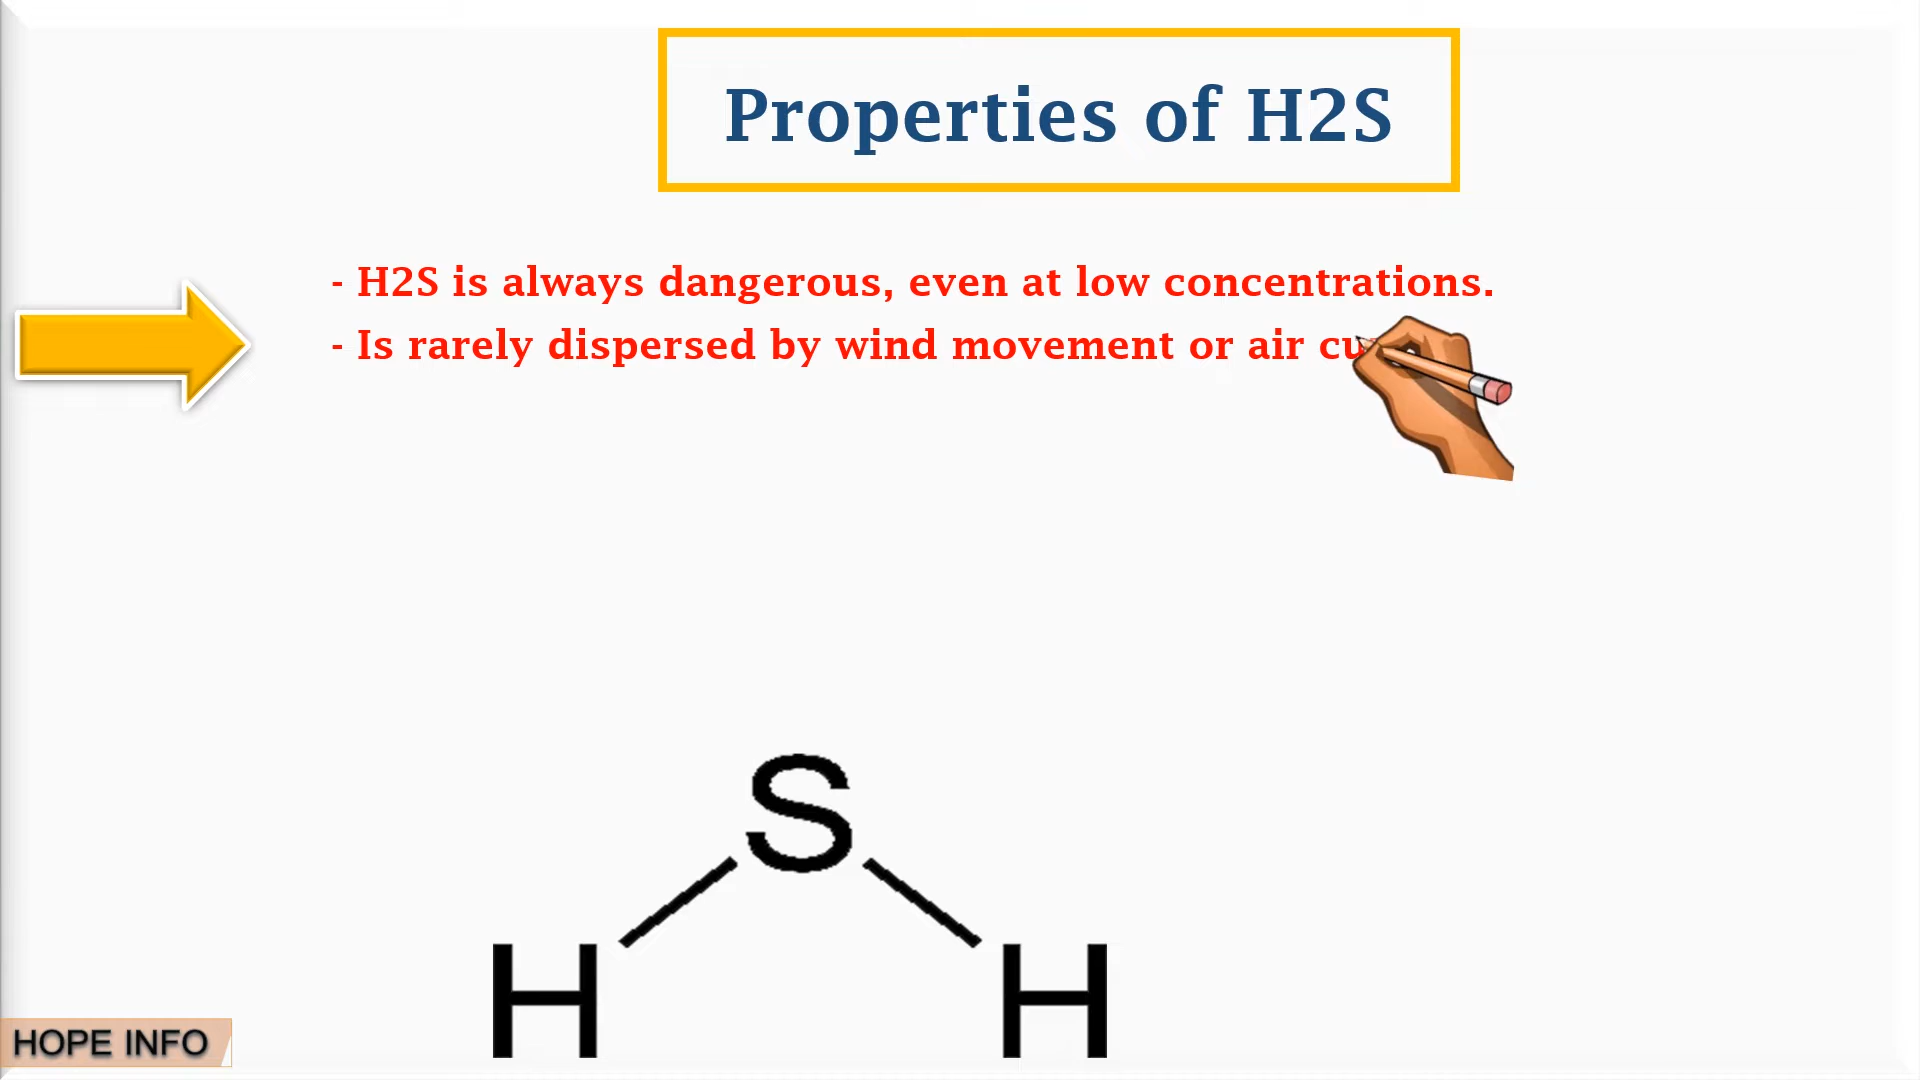 Properties of H2S
- H2S is always dangerous, even at low concentrations.
- Is rarely dispersed by wind movement or air cu
S
H H
HOPE INFO